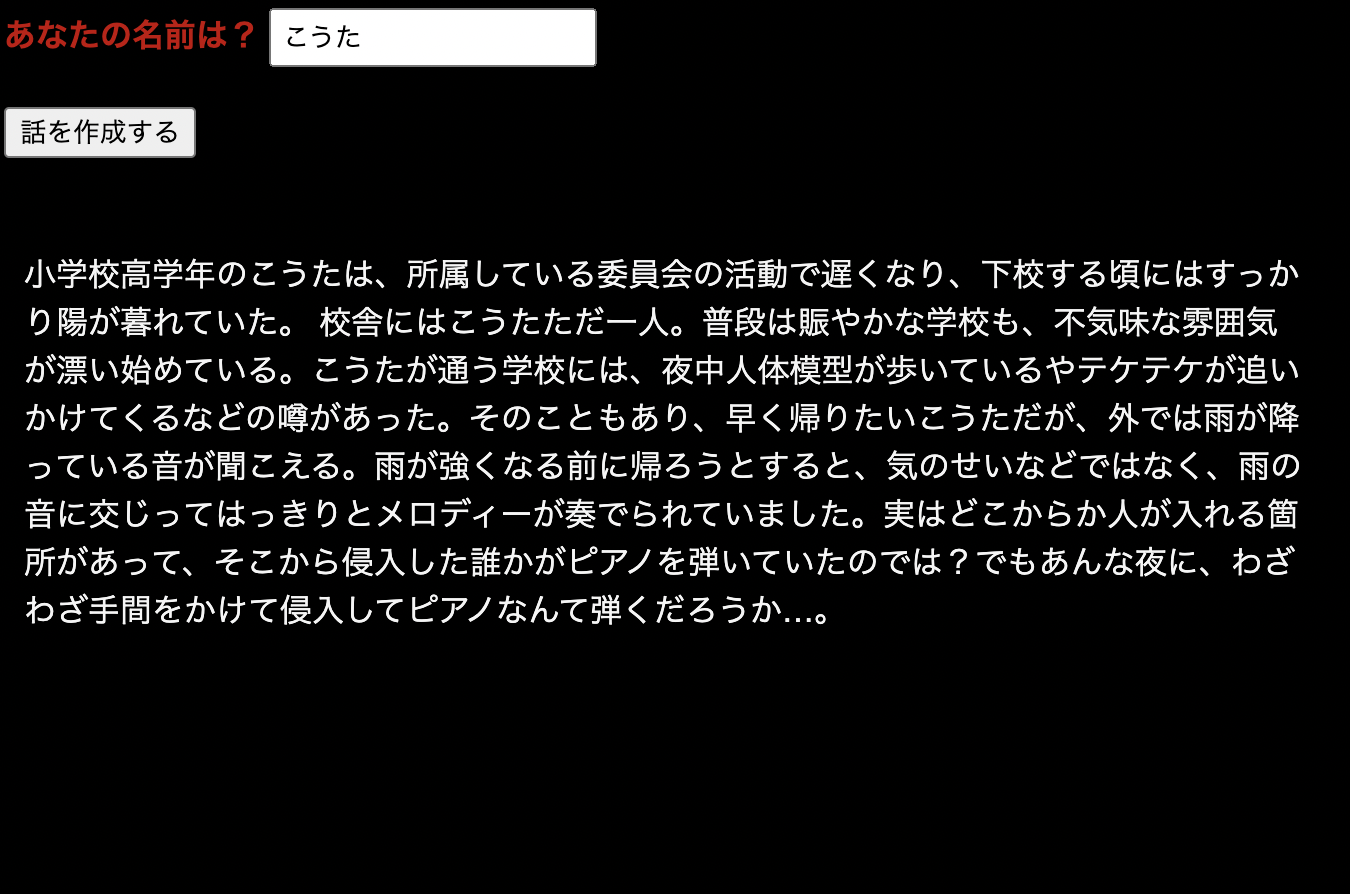 あなたの名前は？ こうた
話を作成する
小学校高学年のこうたは、所属している委員会の活動で遅くなり、下校する頃にはすっか
り陽が暮れていた。 校舎にはこうたただ一人。普段は賑やかな学校も、不気味な雰囲気
が漂い始めている。こうたが通う学校には、夜中人体模型が歩いているやテケテケが追い
かけてくるなどの噂があった。そのこともあり、早く帰りたいこうただが、外では雨が降
っている音が聞こえる。雨が強くなる前に帰ろうとすると、気のせいなどではなく、雨の
音に交じってはっきりとメロディーが奏でられていました。実はどこからか人が入れる箇
所があって、そこから侵入した誰かがピアノを弾いていたのでは？でもあんな夜に、わざ
わざ手間をかけて侵入してピアノなんて弾くだろうか…。